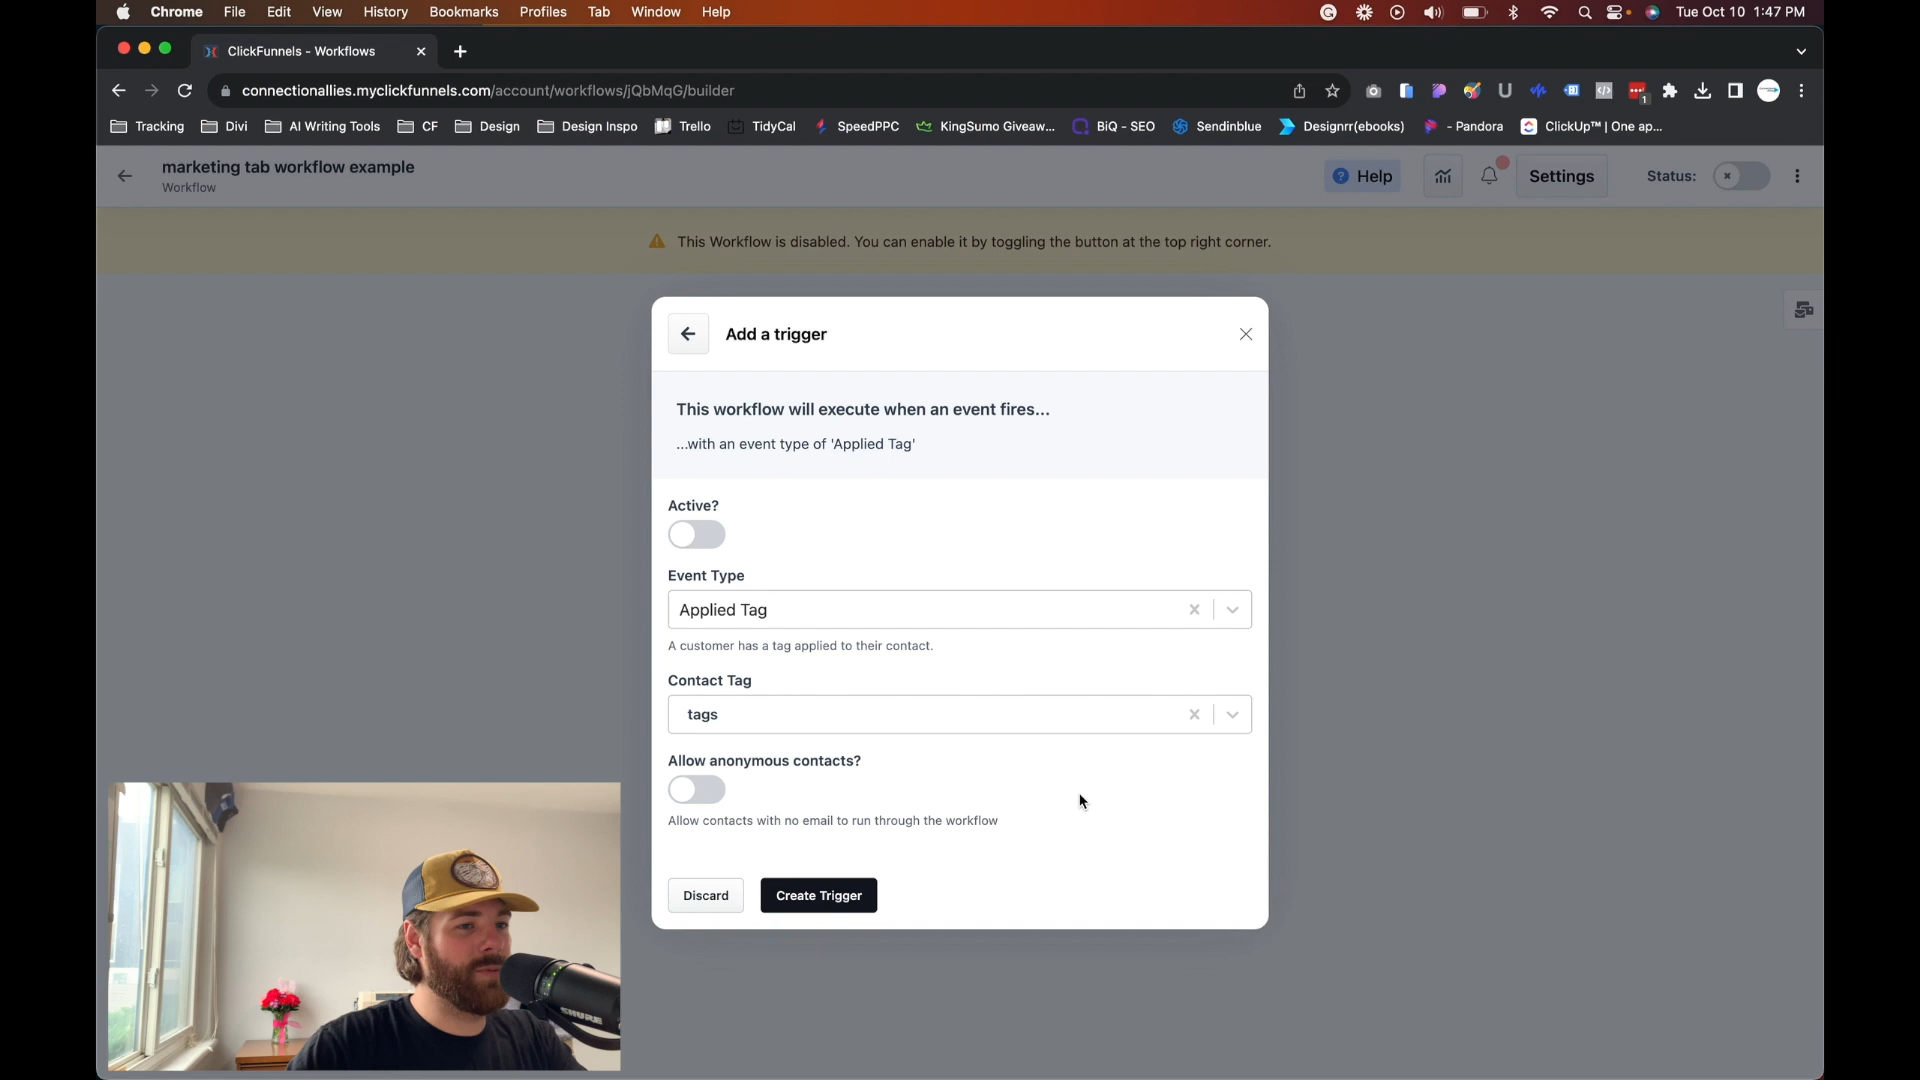 Chrome File Edit View History Bookmarks Profiles Tab Window Help Tue Oct 10 1:47 PM
ClickFunnels - Workflows
connectionallies.myclickfunnels.com/account/workflows/jQbMqG/builder
Tracking Divi AI Writing Tools CF Design Design Inspo Trello TidyCal SpeedPPC KingSumo Giveaw... BiQ - SEO Sendinblue Designrr(ebooks) - Pandora ClickUp™ | One ap...
marketing tab workflow example
Workflow
Help Settings Status:
This Workflow is disabled. You can enable it by toggling the button at the top right corner.
Add a trigger
This workflow will execute when an event fires...
...with an event type of 'Applied Tag'
Active?
Event Type
Applied Tag
A customer has a tag applied to their contact.
Contact Tag
tags
Allow anonymous contacts?
Allow contacts with no email to run through the workflow
Discard Create Trigger
SHURE